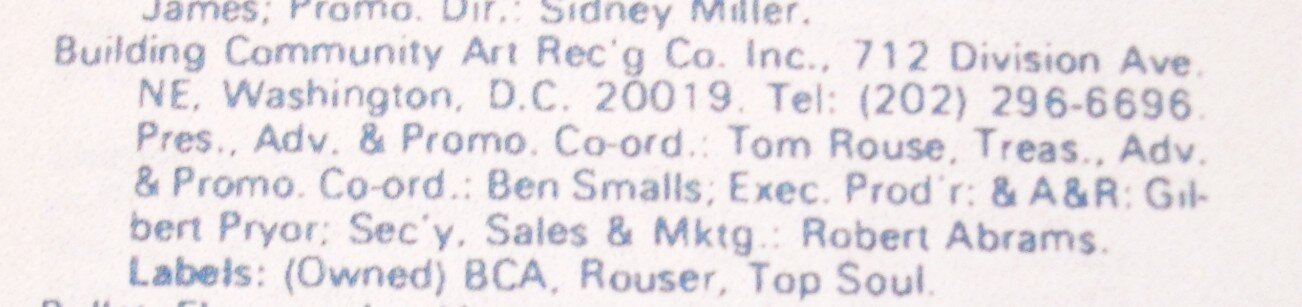 James; Promo. Dir.: Sidney Miller.
Building Community Art Rec'g Co. Inc., 712 Division Ave.
NE, Washington, D.C. 20019. Tel: (202) 296-6696.
Pres., Adv. & Promo. Co-ord.: Tom Rouse, Treas., Adv.
& Promo. Co-ord.: Ben Smalls; Exec. Prod'r: & A&R: Gil-
bert Pryor; Sec'y, Sales & Mktg.: Robert Abrams.
Labels: (Owned) BCA, Rouser, Top Soul.